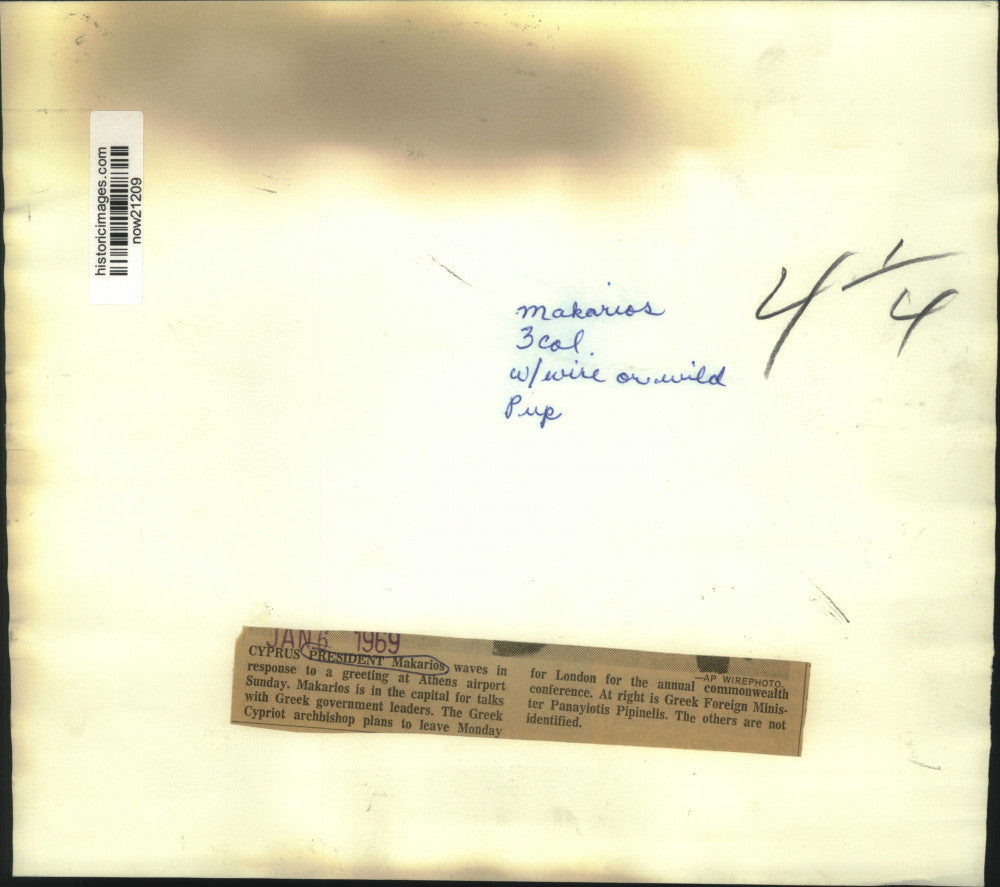 historicimages.com
now21209
4 1/4
Makarios
3 col.
w/wire or wild
Pup
JAN 6 1969
CYPRUS PRESIDENT Makarios waves in
response to a greeting at Athens airport
Sunday. Makarios is in the capital for talks
with Greek government leaders. The Greek
Cypriot archbishop plans to leave Monday
—AP WIREPHOTO.
for London for the annual commonwealth
conference. At right is Greek Foreign Minis-
ter Panayiotis Pipinelis. The others are not
identified.